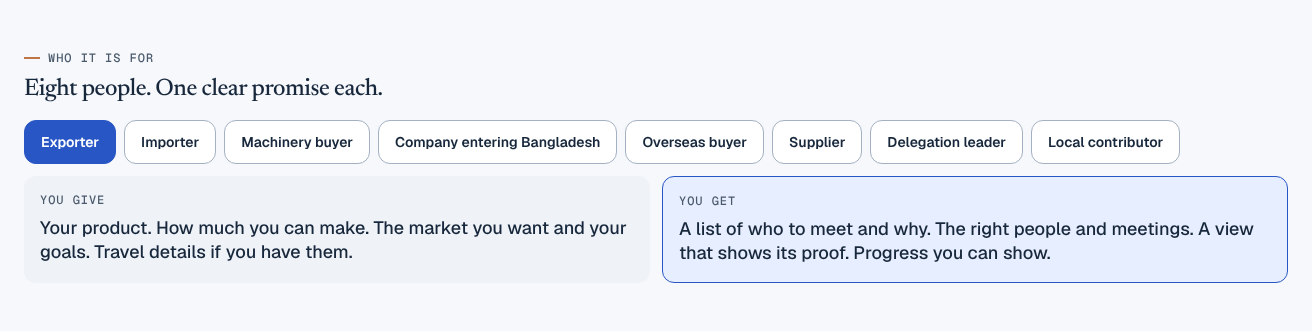 WHO IT IS FOR
Eight people. One clear promise each.
Exporter
Importer
Machinery buyer
Company entering Bangladesh
Overseas buyer
Supplier
Delegation leader
Local contributor
YOU GIVE
Your product. How much you can make. The market you want and your
goals. Travel details if you have them.
YOU GET
A list of who to meet and why. The right people and meetings. A view
that shows its proof. Progress you can show.